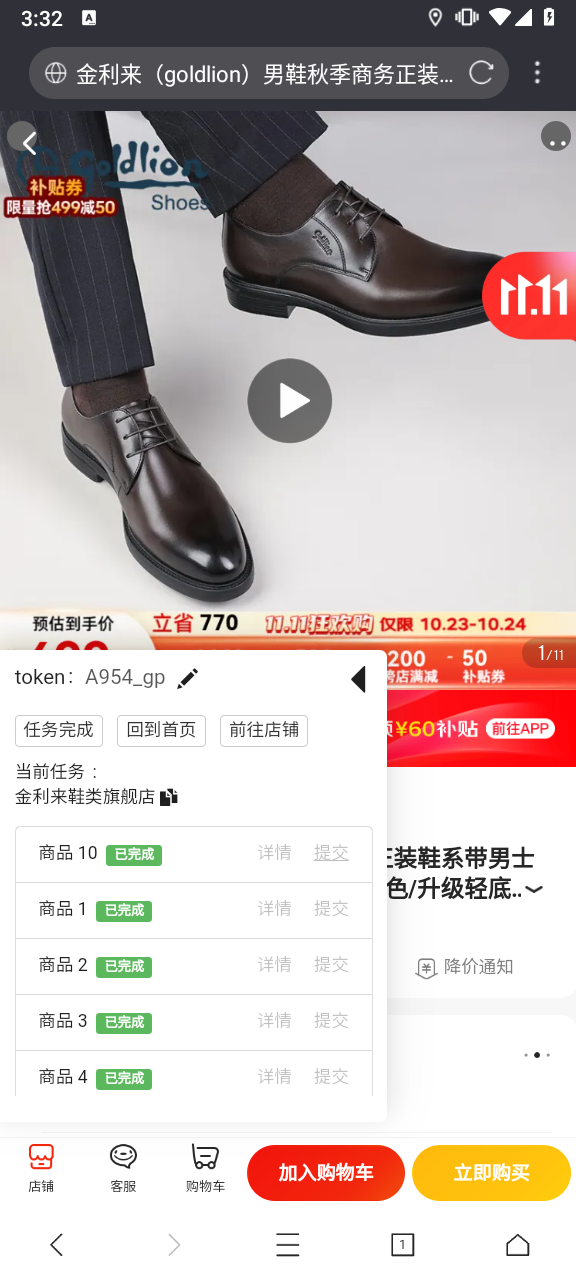 3:32
A
金利来（goldlion）男鞋秋季商务正装...
Goldlion
Shoes
补贴券
限量抢499减50
goldlion
11.11
预估到手价
立省 770
11.11狂欢购
仅限 10.23-10.24
200 - 50
跨店满减 补贴券
1/11
¥60补贴 前往APP
token: A954_gp
任务完成 回到首页 前往店铺
当前任务：
金利来鞋类旗舰店
商品 10 已完成 详情 提交
商品 1 已完成 详情 提交
商品 2 已完成 详情 提交
商品 3 已完成 详情 提交
商品 4 已完成 详情 提交
正装鞋系带男士
色/升级轻底..
降价通知
店铺 客服 购物车 加入购物车 立即购买
1